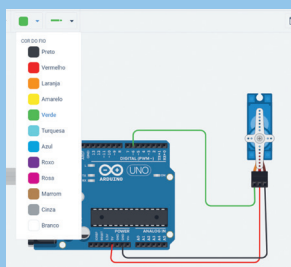 COR DO FIO
Preto
Vermelho
Laranja
Amarelo
Verde
Turquesa
Azul
Roxo
Rosa
Marrom
Cinza
Branco
DIGITAL (PWM~)
UNO
ARDUINO
POWER
ANALOG IN